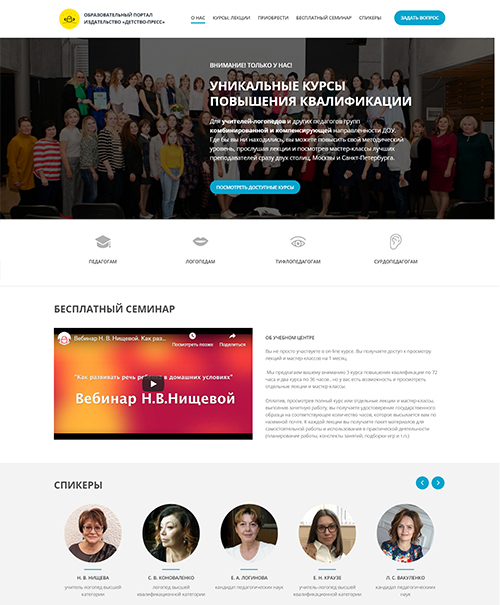 ОБРАЗОВАТЕЛЬНЫЙ ПОРТАЛ
ИЗДАТЕЛЬСТВО «ДЕТСТВО-ПРЕСС»
О НАС КУРСЫ, ЛЕКЦИИ ПРИОБРЕСТИ БЕСПЛАТНЫЙ СЕМИНАР СПИКЕРЫ ЗАДАТЬ ВОПРОС
ВНИМАНИЕ! ТОЛЬКО У НАС!
УНИКАЛЬНЫЕ КУРСЫ
ПОВЫШЕНИЯ КВАЛИФИКАЦИИ
Для учителей-логопедов и других педагогов групп
комбинированной и компенсирующей направленности ДОУ.
Где бы вы ни находились, вы можете повысить свой методический
уровень, прослушав лекции и посмотрев мастер-классы лучших
преподавателей сразу двух столиц, Москвы и Санкт-Петербурга.
ПОСМОТРЕТЬ ДОСТУПНЫЕ КУРСЫ
ПЕДАГОГАМ ЛОГОПЕДАМ ТИФЛОПЕДАГОГАМ СУРДОПЕДАГОГАМ
БЕСПЛАТНЫЙ СЕМИНАР
Вебинар Н. В. Нищевой. Как раз...
Посмотреть позже Поделиться
"Как развивать речь ребенка в домашних условиях"
Вебинар Н.В.Нищевой
ОБ УЧЕБНОМ ЦЕНТРЕ
Вы не просто участвуете в on-line курсе. Вы получаете доступ к просмотру
лекций и мастер-классов на 1 месяц.
Мы предлагаем вашему вниманию 3 курса повышения квалификации по 72
часа и два курса по 36 часов , но у вас есть возможность и просмотреть
отдельные лекции и мастер-классы.
Оплатив, просмотрев полный курс или отдельные лекции и мастер-классы,
выполнив зачетную работу, вы получаете удостоверение государственного
образца на соответствующее количество часов, которое высылается вам по
наземной почте. К каждой лекции вы получаете пакет материалов для
самостоятельной работы и использования в практической деятельности
(планирование работы, конспекты занятий, подборки игр и т.п.)
СПИКЕРЫ
Н. В. НИЩЕВА С. В. КОНОВАЛЕНКО Е. А. ЛОГИНОВА Е. Н. КРАУЗЕ Л. С. ВАКУЛЕНКО
учитель-логопед высшей логопед высшей кандидат педагогических наук учитель-логопед высшей кандидат педагогических наук
категории квалификационной категории квалификационной категории